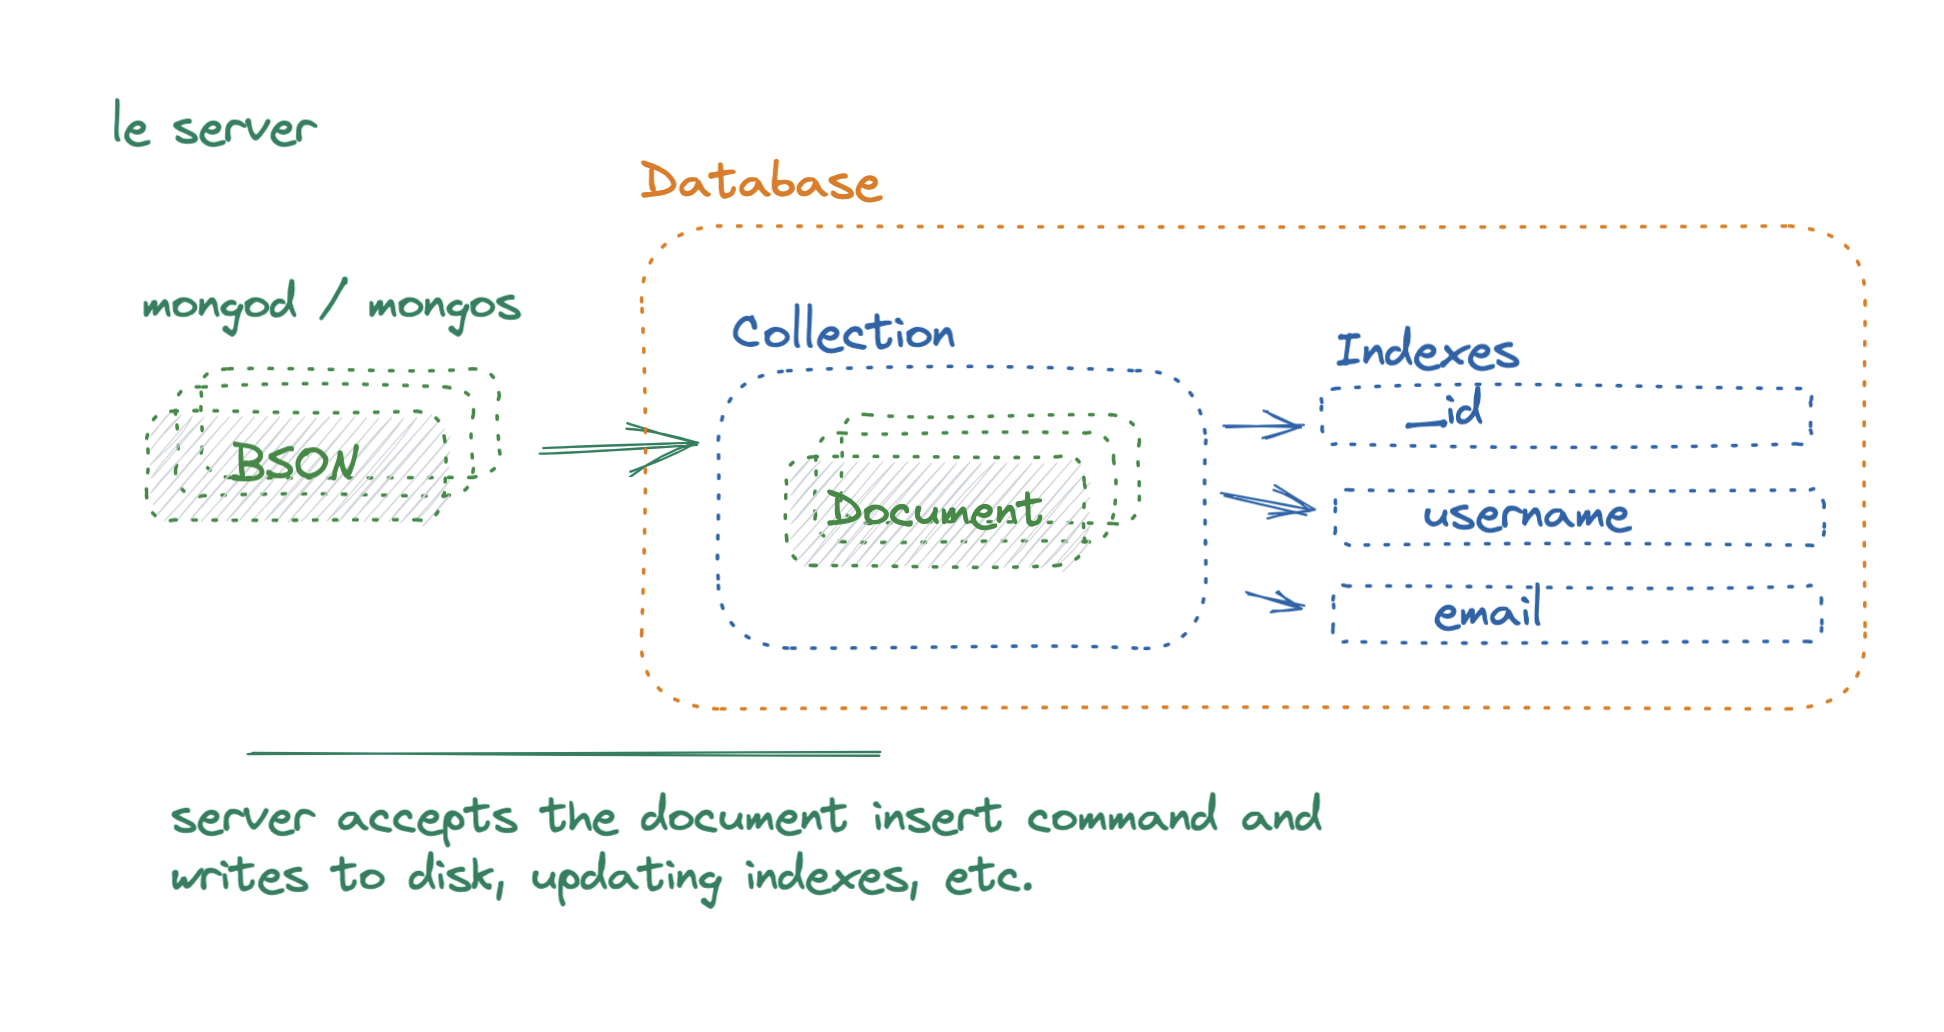 le server
Database
mongod / mongos
Collection
Indexes
_id
BSON
Document
username
email
server accepts the document insert command and
writes to disk, updating indexes, etc.